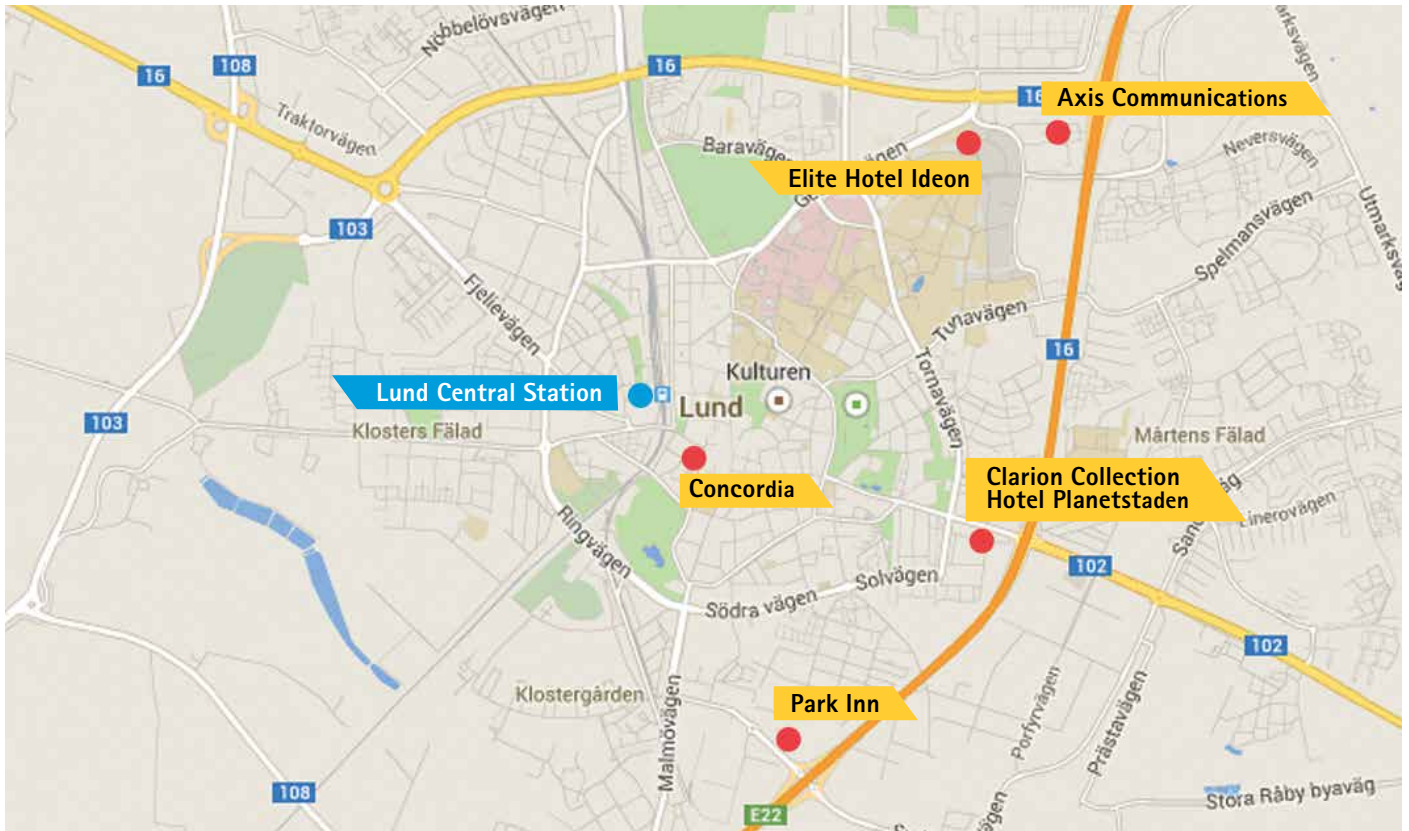 Nöbbelövsvägen
108
16
16
16
Axis Communications
Traktorvägen
Baravägen
Neversvägen
Elite Hotel Ideon
Utmarksväg
Spelmansvägen
103
Fjelievägen
Tunavägen
16
Kulturen
Tornavägen
Lund Central Station
Lund
103
Klosters Fälad
Mårtens Fälad
Concordia
Clarion Collection
Hotel Planetstaden
Linerovägen
Ringvägen
102
Solvägen
Södra vägen
102
Klostergården
Park Inn
Malmövägen
Porfyrvägen
Prästavägen
108
E22
Stora Råby byaväg